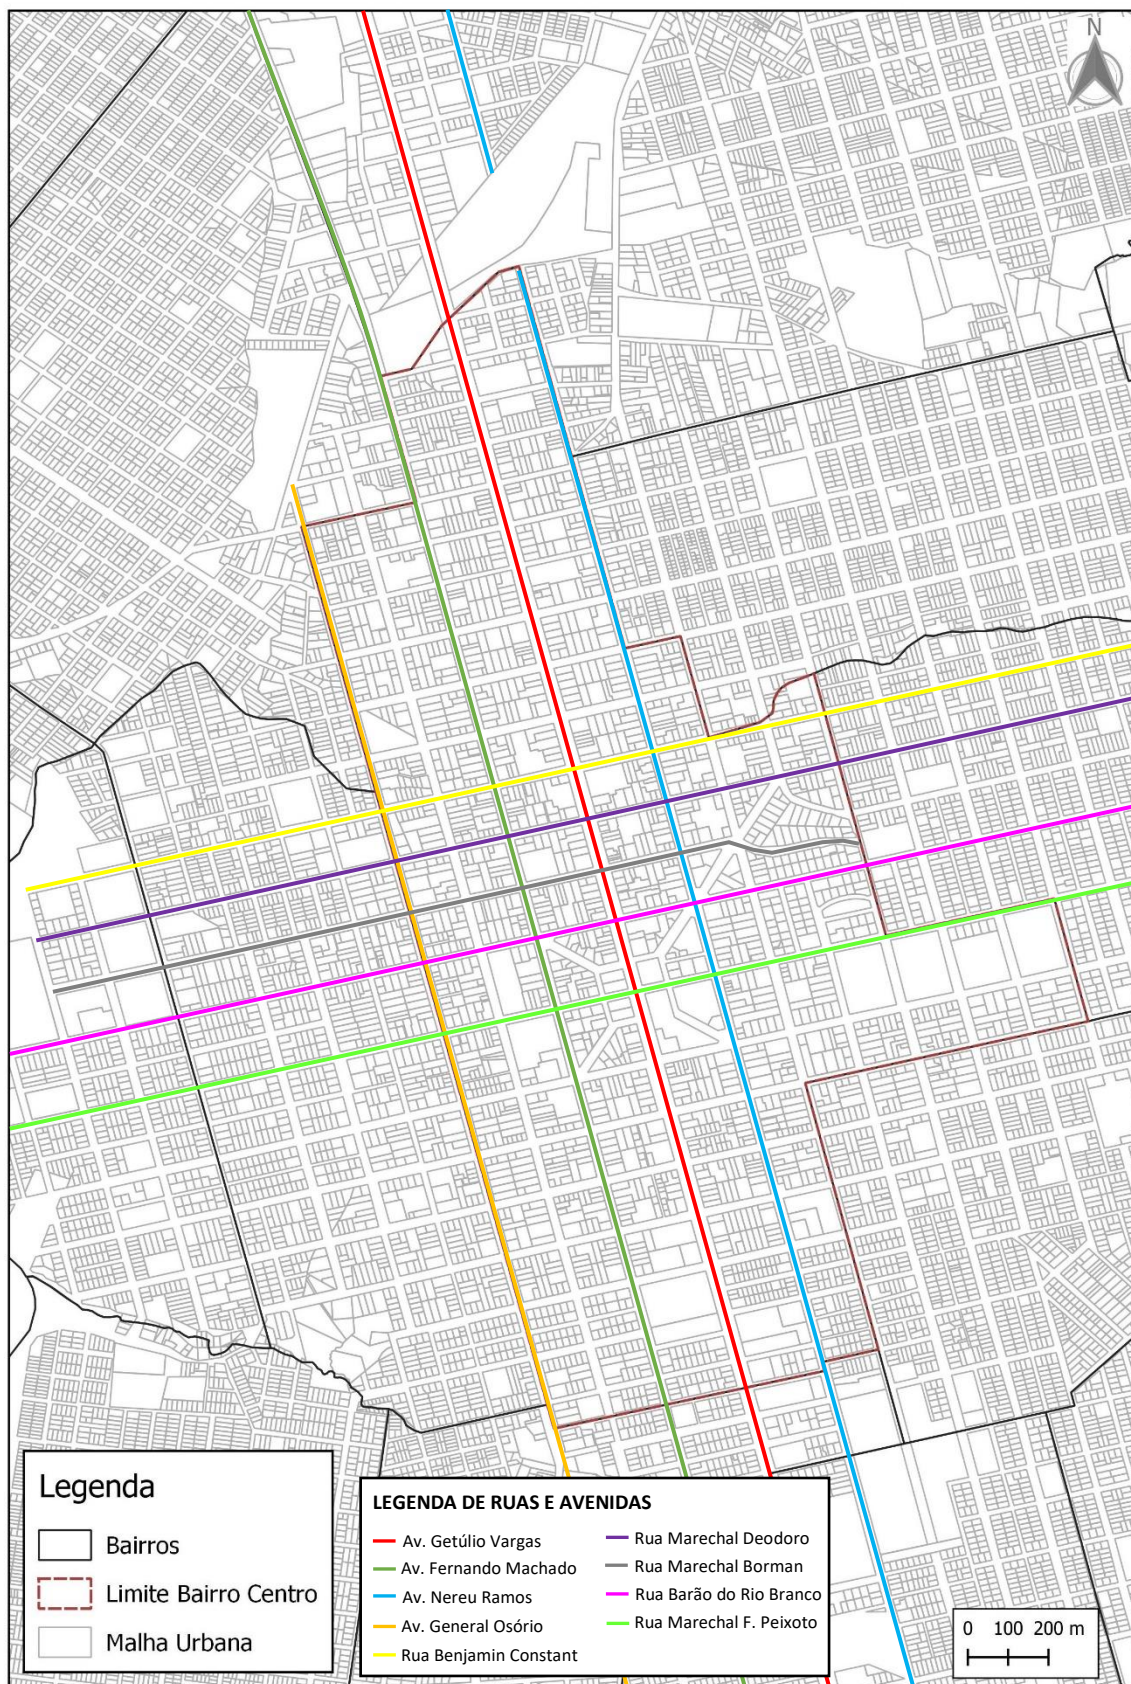 N
Legenda
Bairros
Limite Bairro Centro
Malha Urbana
LEGENDA DE RUAS E AVENIDAS
Av. Getúlio Vargas
Av. Fernando Machado
Av. Nereu Ramos
Av. General Osório
Rua Benjamin Constant
Rua Marechal Deodoro
Rua Marechal Borman
Rua Barão do Rio Branco
Rua Marechal F. Peixoto
0 100 200 m